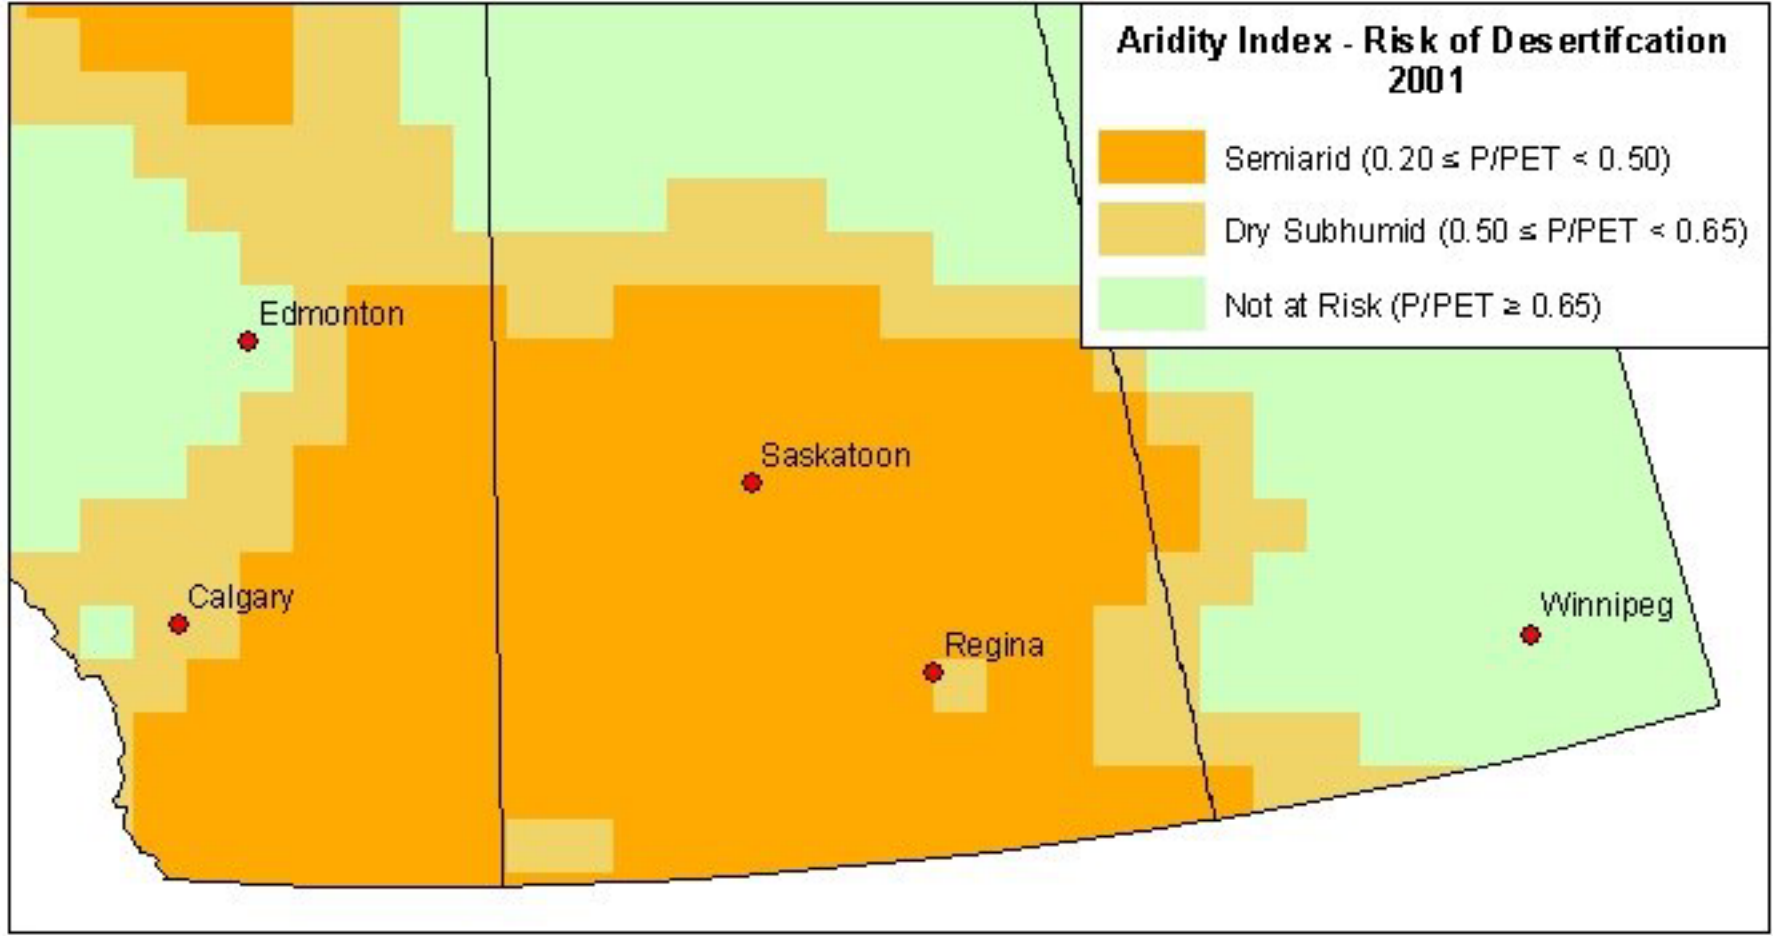 Aridity Index - Risk of Desertifcation
2001
Semiarid (0.20 ≤ P/PET < 0.50)
Dry Subhumid (0.50 ≤ P/PET < 0.65)
Not at Risk (P/PET ≥ 0.65)
Edmonton
Saskatoon
Calgary
Winnipeg
Regina